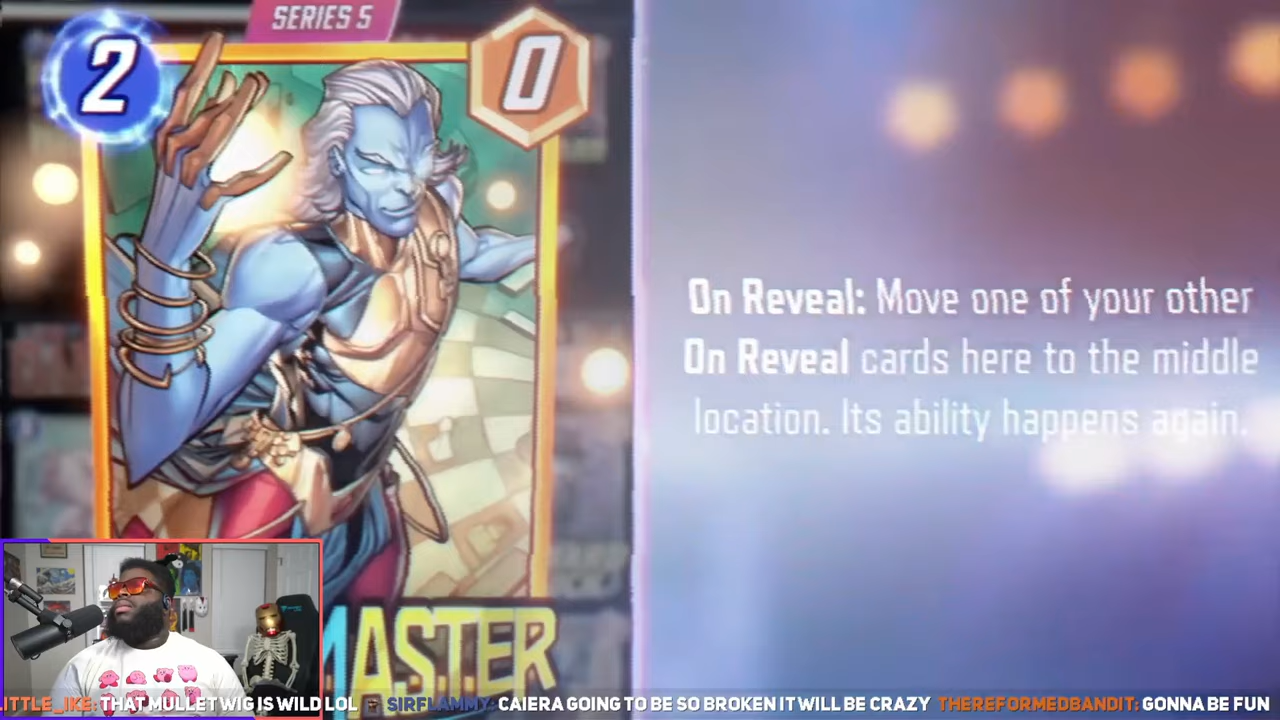 SERIES 5
2
0
On Reveal: Move one of your other
On Reveal cards here to the middle
location. Its ability happens again.
MASTER
ITTLE_IKE: THAT MULLET WIG IS WILD LOL SIRFLAMMY: CAIERA GOING TO BE SO BROKEN IT WILL BE CRAZY THEREFORMEDBANDIT: GONNA BE FUN